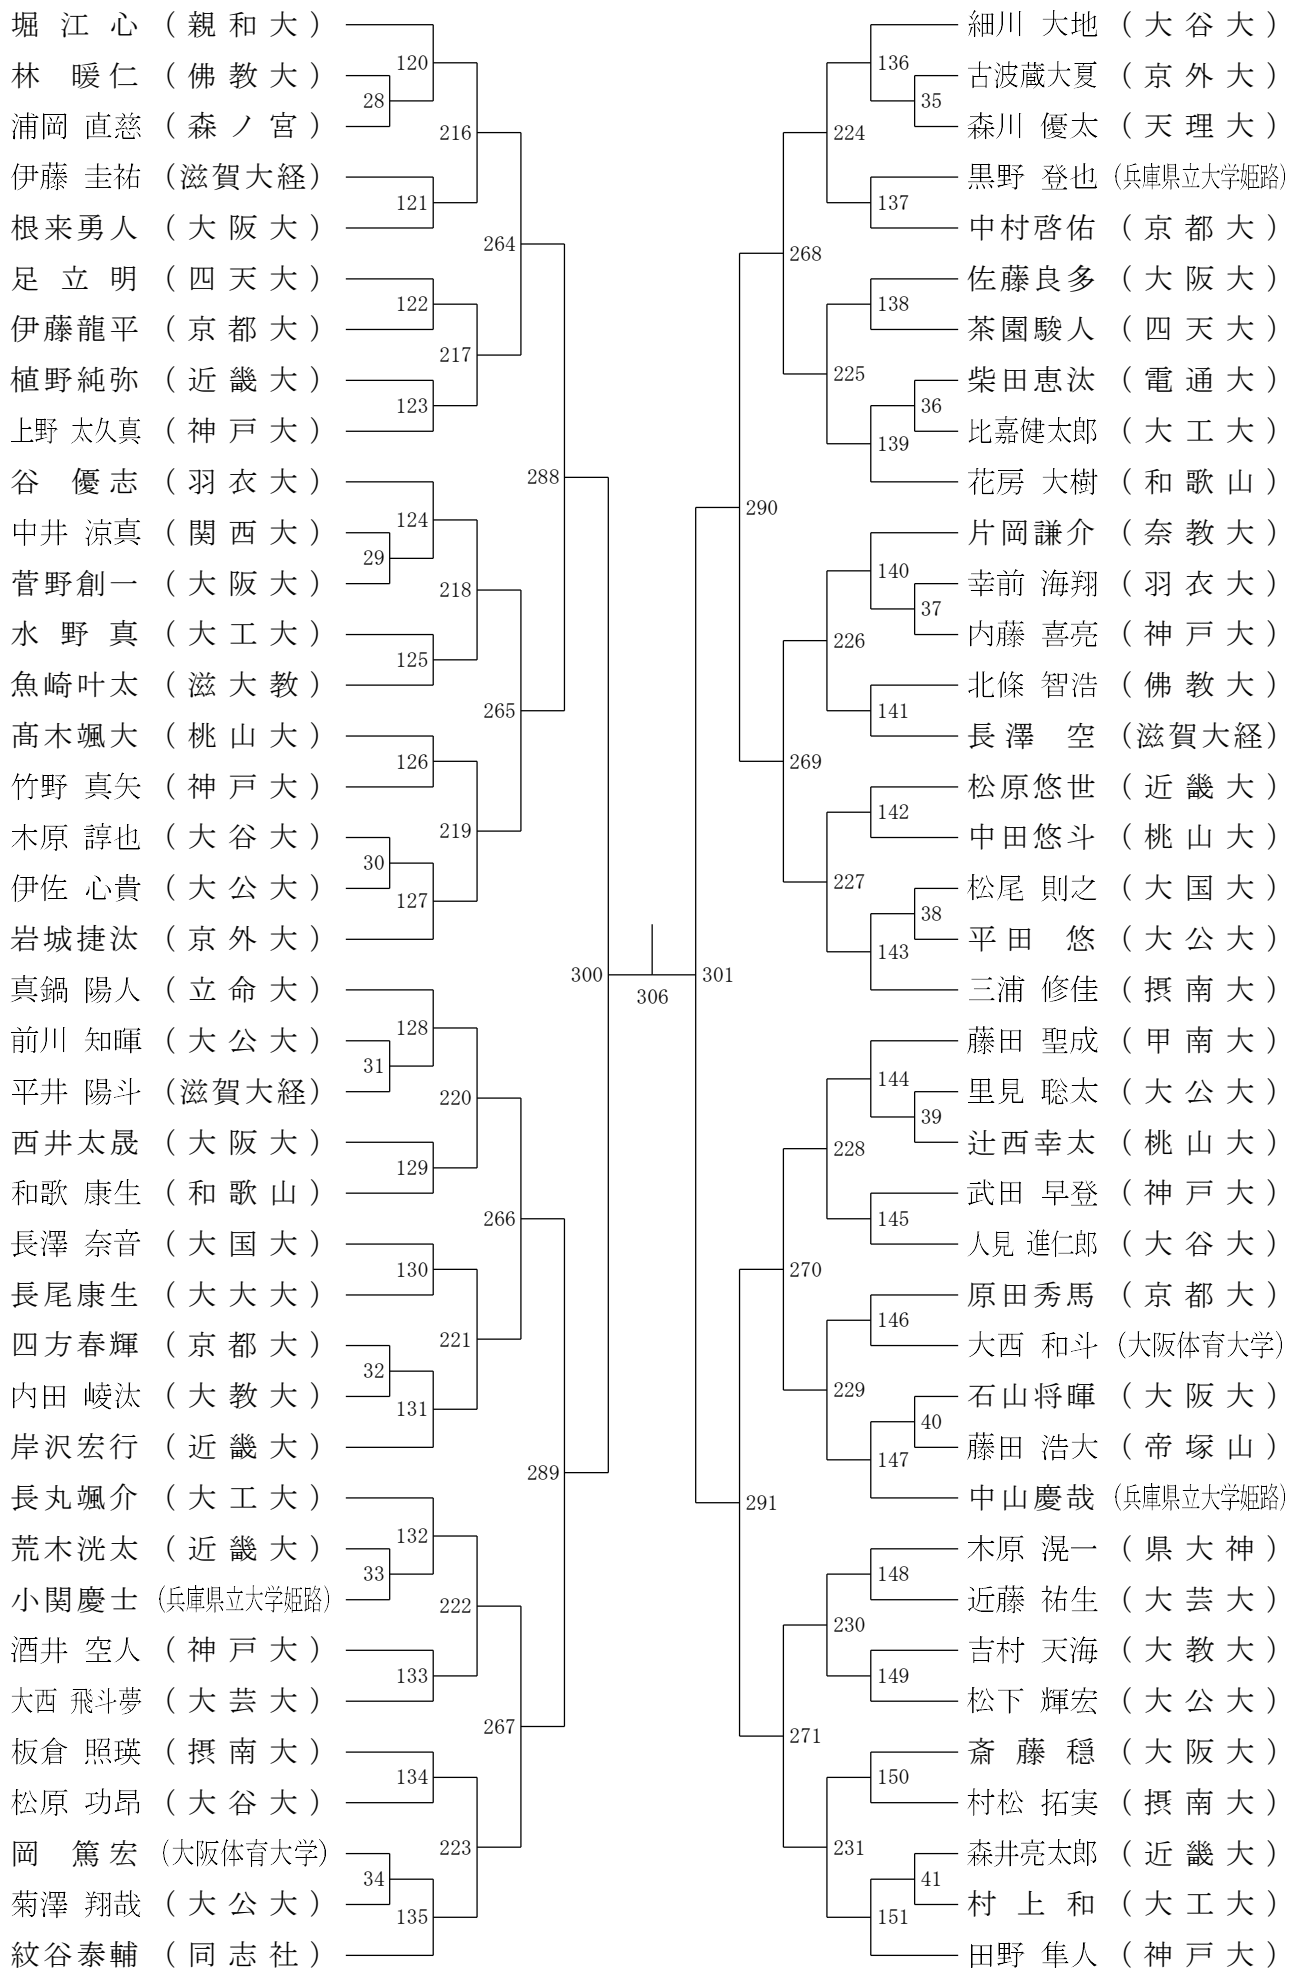 堀江心（親和大）
林　暖仁（佛教大）
浦岡 直慈（森ノ宮）
伊藤 圭祐（滋賀大経）
根来勇人（大阪大）
足立明（四天大）
伊藤龍平（京都大）
植野純弥（近畿大）
上野 太久真（神戸大）
谷　優志（羽衣大）
中井 涼真（関西大）
菅野創一（大阪大）
水野真（大工大）
魚崎叶太（滋大教）
髙木颯大（桃山大）
竹野 真矢（神戸大）
木原 諄也（大谷大）
伊佐 心貴（大公大）
岩城捷汰（京外大）
真鍋 陽人（立命大）
前川 知暉（大公大）
平井 陽斗（滋賀大経）
西井太晟（大阪大）
和歌 康生（和歌山）
長澤 奈音（大国大）
長尾康生（大大大）
四方春輝（京都大）
内田 崚汰（大教大）
岸沢宏行（近畿大）
長丸颯介（大工大）
荒木洸太（近畿大）
小関慶士（兵庫県立大学姫路）
酒井 空人（神戸大）
大西 飛斗夢（大芸大）
板倉 照瑛（摂南大）
松原 功昂（大谷大）
岡　篤宏（大阪体育大学）
菊澤 翔哉（大公大）
紋谷泰輔（同志社）
28
29
30
31
32
33
34
120
121
122
123
124
125
126
127
128
129
130
131
132
133
134
135
216
217
218
219
220
221
222
223
264
265
266
267
288
289
300
306
301
290
291
268
269
270
271
224
225
226
227
228
229
230
231
136
137
138
139
140
141
142
143
144
145
146
147
148
149
150
151
35
36
37
38
39
40
41
細川 大地（大谷大）
古波蔵大夏（京外大）
森川 優太（天理大）
黒野 登也（兵庫県立大学姫路）
中村啓佑（京都大）
佐藤良多（大阪大）
茶園駿人（四天大）
柴田恵汰（電通大）
比嘉健太郎（大工大）
花房 大樹（和歌山）
片岡謙介（奈教大）
幸前 海翔（羽衣大）
内藤 喜亮（神戸大）
北條 智浩（佛教大）
長澤　空（滋賀大経）
松原悠世（近畿大）
中田悠斗（桃山大）
松尾 則之（大国大）
平田　悠（大公大）
三浦 修佳（摂南大）
藤田 聖成（甲南大）
里見 聡太（大公大）
辻西幸太（桃山大）
武田 早登（神戸大）
人見 進仁郎（大谷大）
原田秀馬（京都大）
大西 和斗（大阪体育大学）
石山将暉（大阪大）
藤田 浩大（帝塚山）
中山慶哉（兵庫県立大学姫路）
木原 滉一（県大神）
近藤 祐生（大芸大）
吉村 天海（大教大）
松下 輝宏（大公大）
斎藤穏（大阪大）
村松 拓実（摂南大）
森井亮太郎（近畿大）
村上和（大工大）
田野 隼人（神戸大）